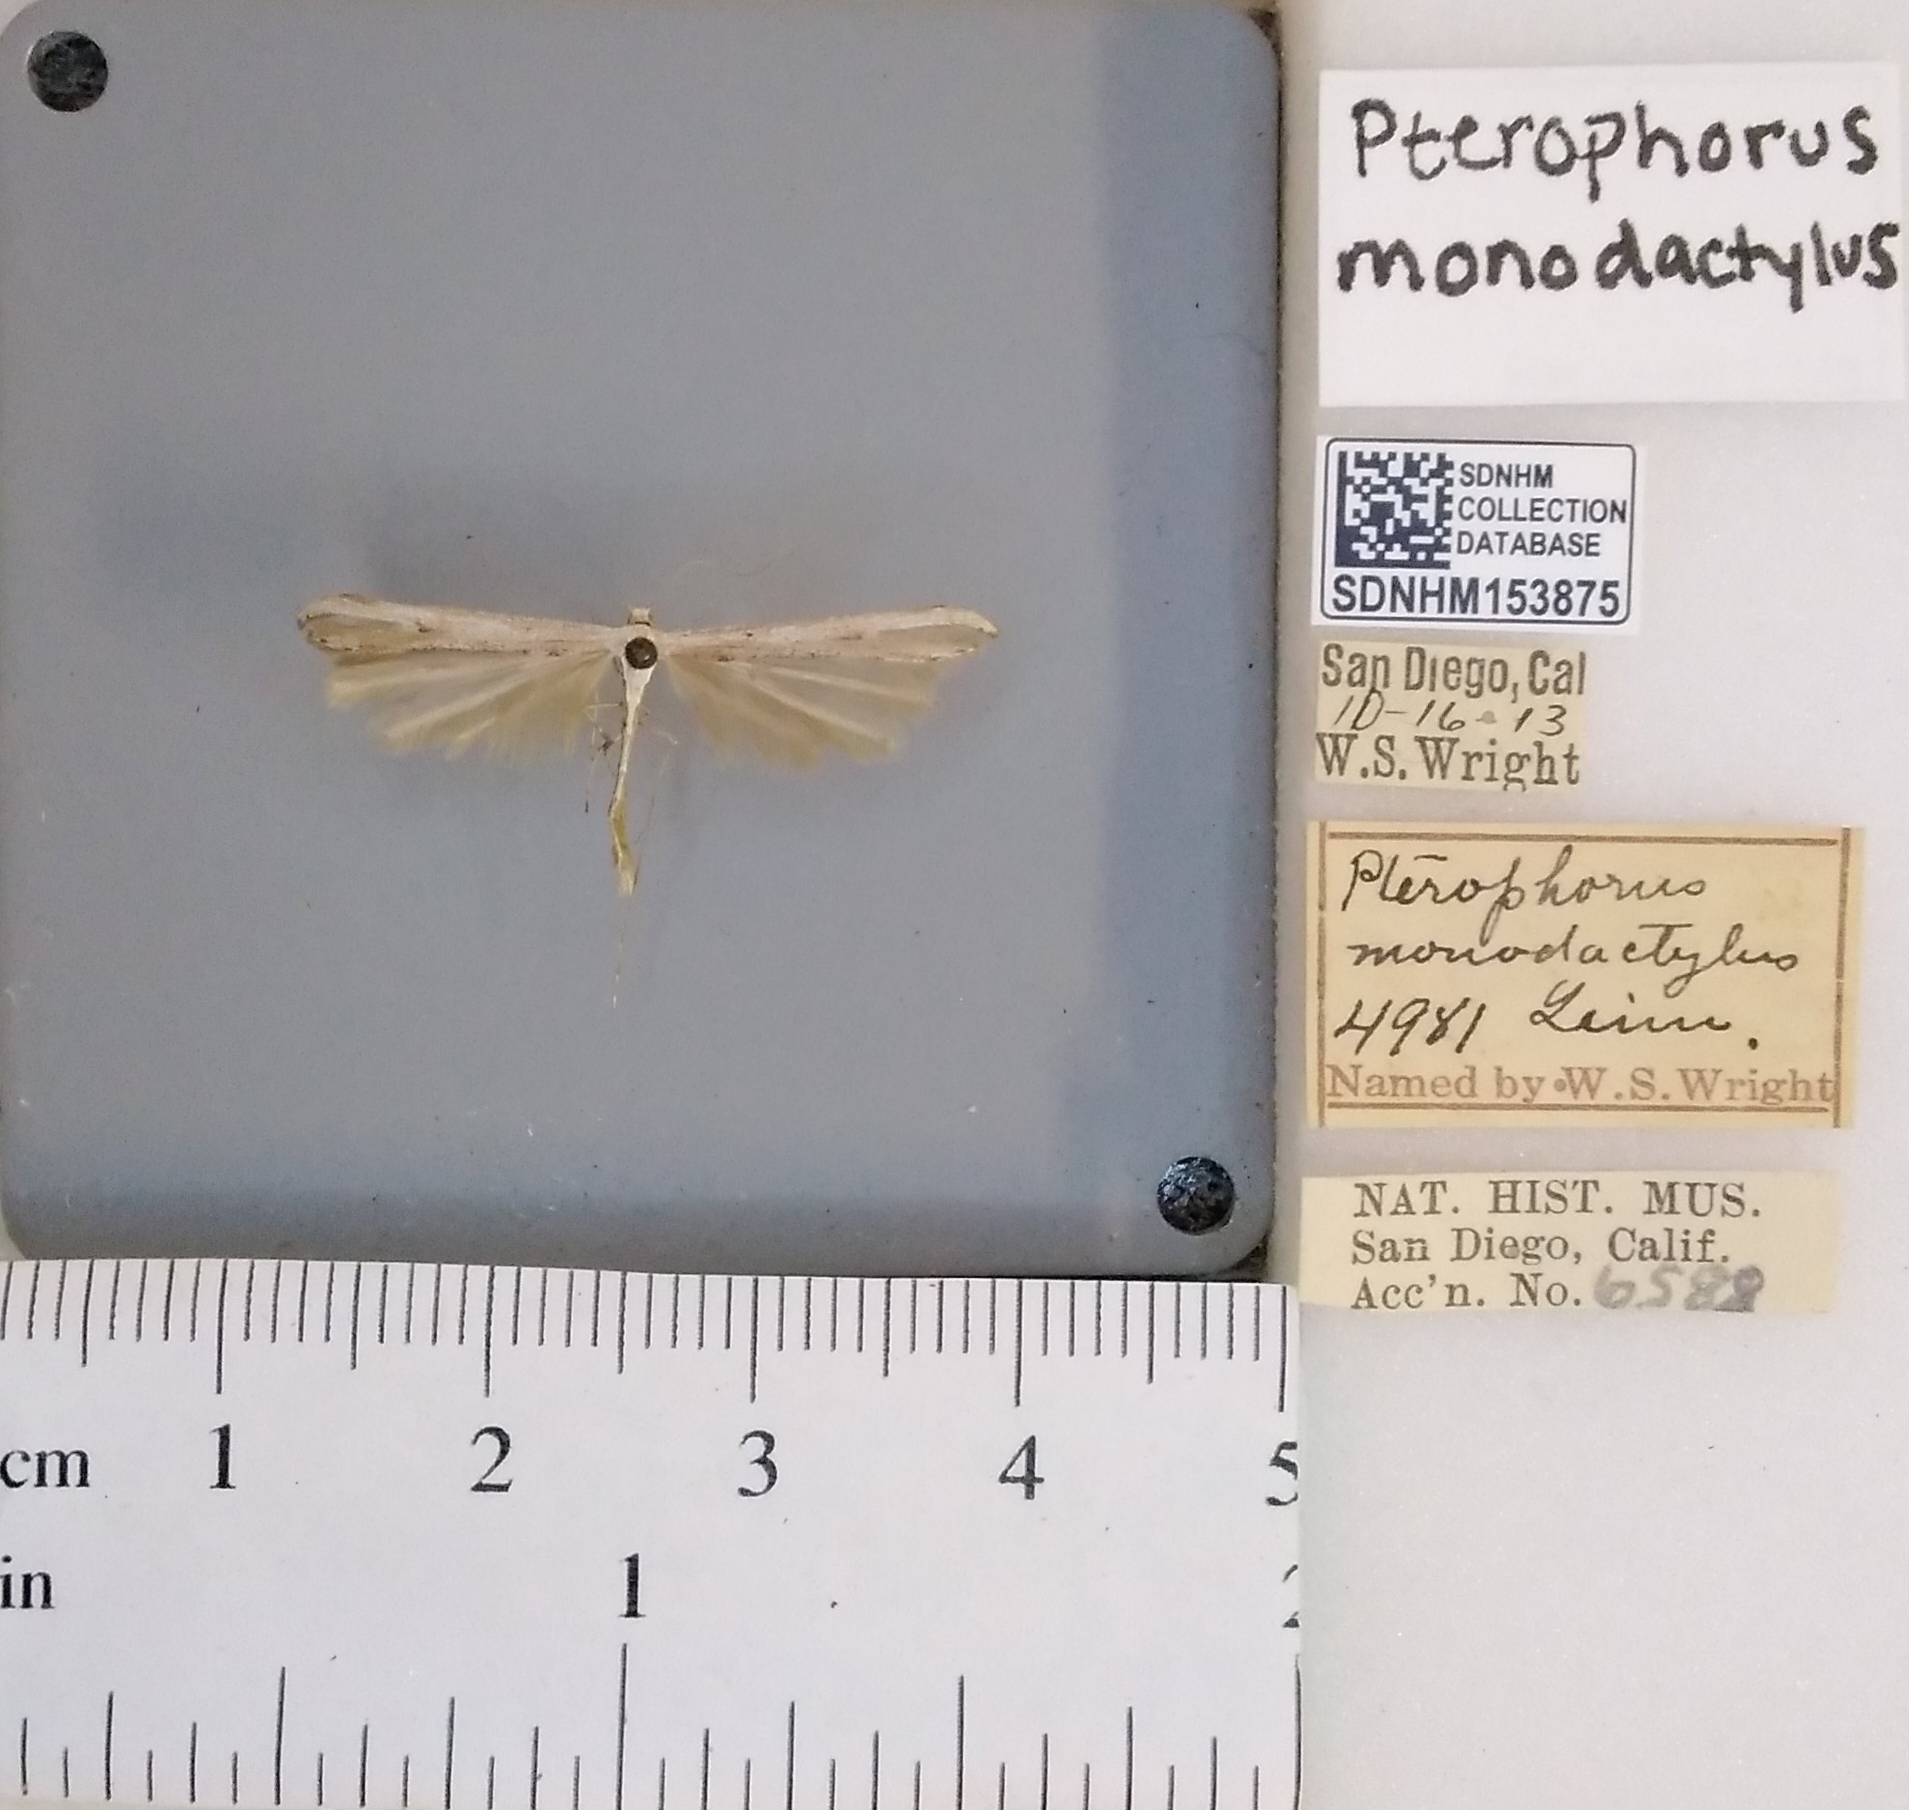 Pterophorus
monodactylus
SDNHM
COLLECTION
DATABASE
SDNHM153875
San Diego, Cal
10-16-13
W.S. Wright
Pterophorus
monodactylus
4981 Linn.
Named by W.S. Wright
NAT. HIST. MUS.
San Diego, Calif.
Acc'n. No. 6588
cm 1 2 3 4 5
in 1 2